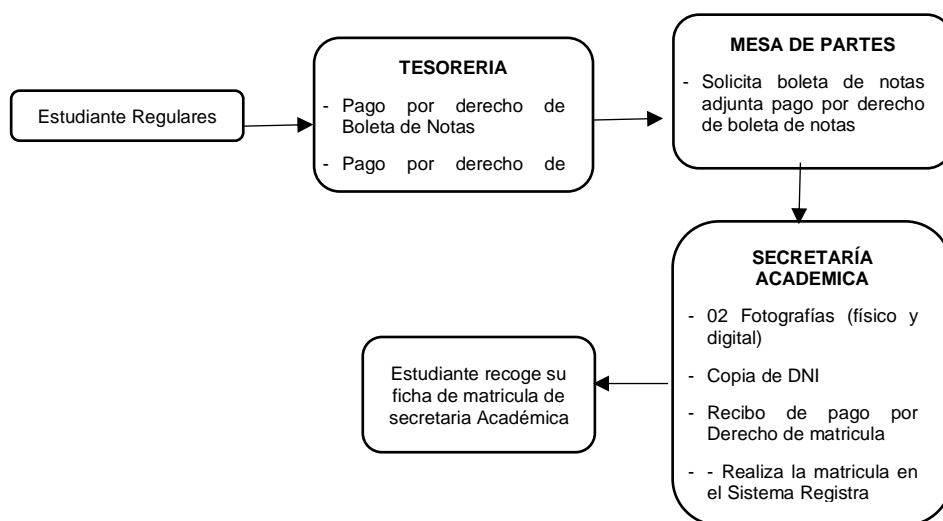 Estudiante Regulares
TESORERIA
- Pago por derecho de
Boleta de Notas
- Pago por derecho de
MESA DE PARTES
- Solicita boleta de notas
adjunta pago por derecho
de boleta de notas
SECRETARÍA
ACADEMICA
- 02 Fotografías (físico y
digital)
- Copia de DNI
- Recibo de pago por
Derecho de matricula
- - Realiza la matricula en
el Sistema Registra
Estudiante recoge su
ficha de matricula de
secretaria Académica